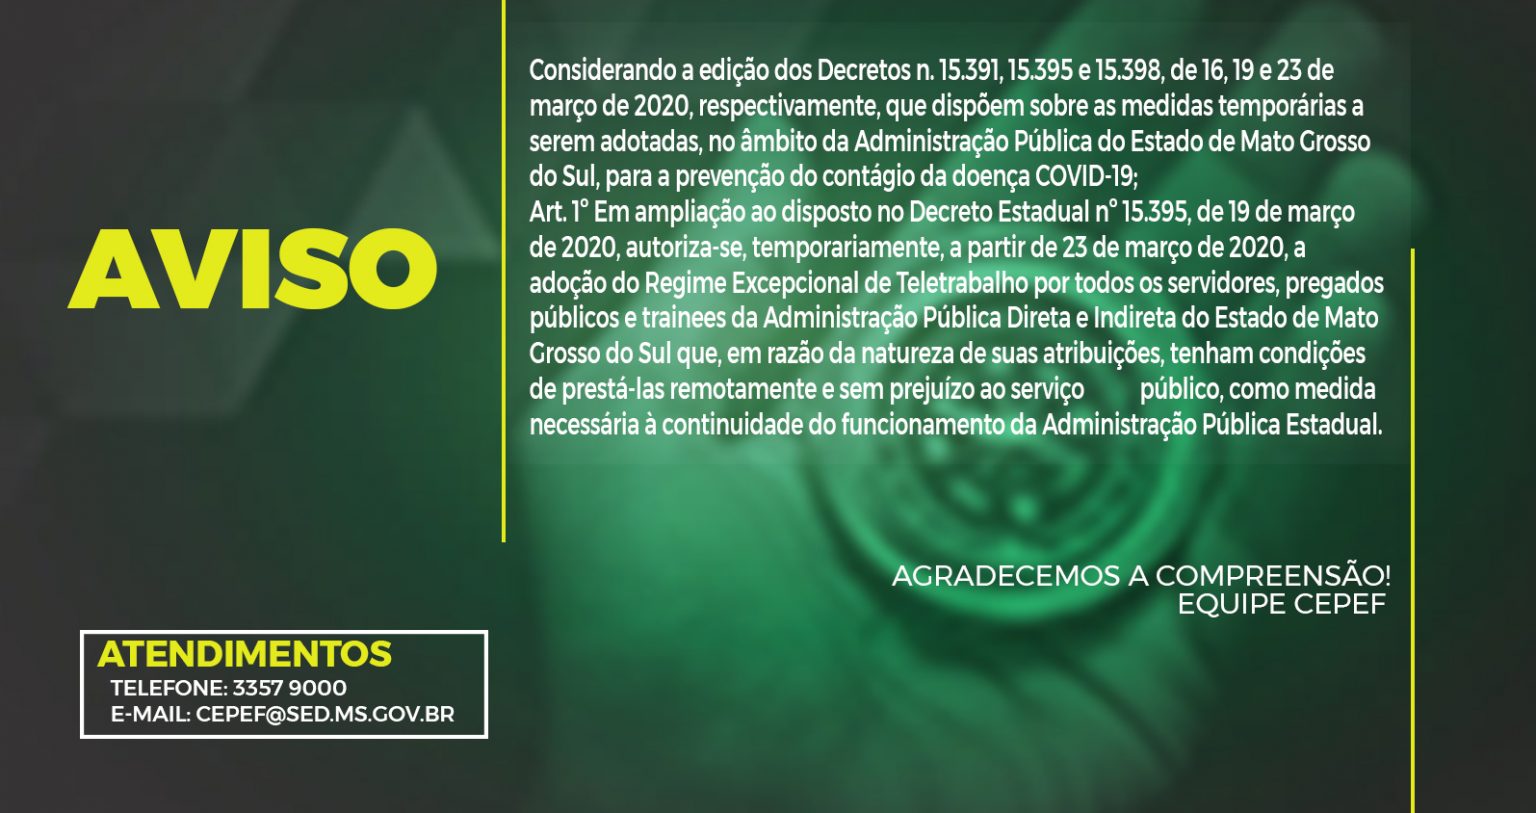 AVISO
Considerando a edição dos Decretos n. 15.391, 15.395 e 15.398, de 16, 19 e 23 de
março de 2020, respectivamente, que dispõem sobre as medidas temporárias a
serem adotadas, no âmbito da Administração Pública do Estado de Mato Grosso
do Sul, para a prevenção do contágio da doença COVID-19;
Art. 1° Em ampliação ao disposto no Decreto Estadual n° 15.395, de 19 de março
de 2020, autoriza-se, temporariamente, a partir de 23 de março de 2020, a
adoção do Regime Excepcional de Teletrabalho por todos os servidores, pregados
públicos e trainees da Administração Pública Direta e Indireta do Estado de Mato
Grosso do Sul que, em razão da natureza de suas atribuições, tenham condições
de prestá-las remotamente e sem prejuízo ao serviço público, como medida
necessária à continuidade do funcionamento da Administração Pública Estadual.
AGRADECEMOS A COMPREENSÃO!
EQUIPE CEPEF
ATENDIMENTOS
TELEFONE: 3357 9000
E-MAIL: CEPEF@SED.MS.GOV.BR